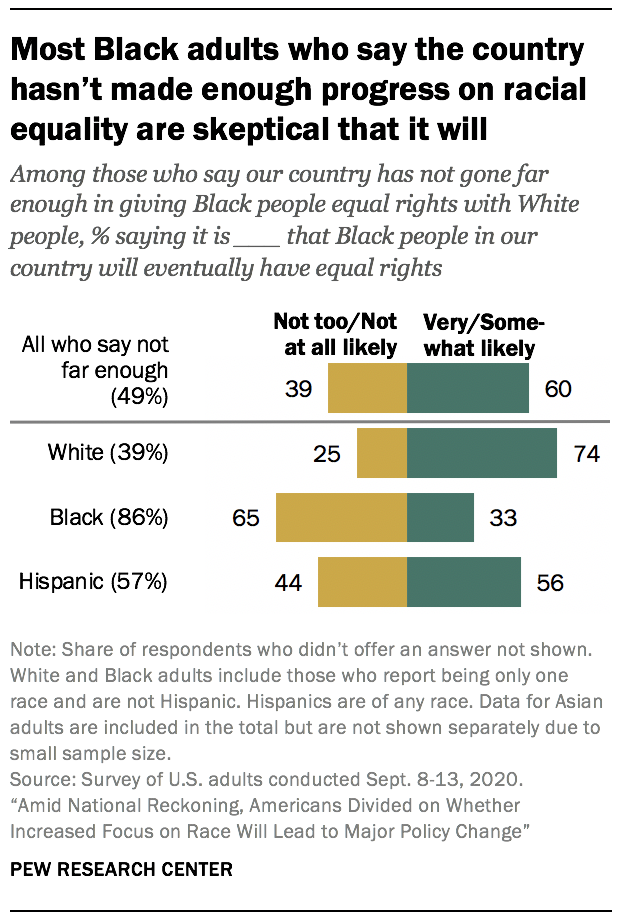 Most Black adults who say the country
hasn’t made enough progress on racial
equality are skeptical that it will
Among those who say our country has not gone far
enough in giving Black people equal rights with White
people, % saying it is ___ that Black people in our
country will eventually have equal rights
Not too/Not
at all likely
Very/Some-
what likely
All who say not
far enough
(49%)
39
60
White (39%)
25
74
Black (86%)
65
33
Hispanic (57%)
44
56
Note: Share of respondents who didn’t offer an answer not shown.
White and Black adults include those who report being only one
race and are not Hispanic. Hispanics are of any race. Data for Asian
adults are included in the total but are not shown separately due to
small sample size.
Source: Survey of U.S. adults conducted Sept. 8-13, 2020.
“Amid National Reckoning, Americans Divided on Whether
Increased Focus on Race Will Lead to Major Policy Change”
PEW RESEARCH CENTER